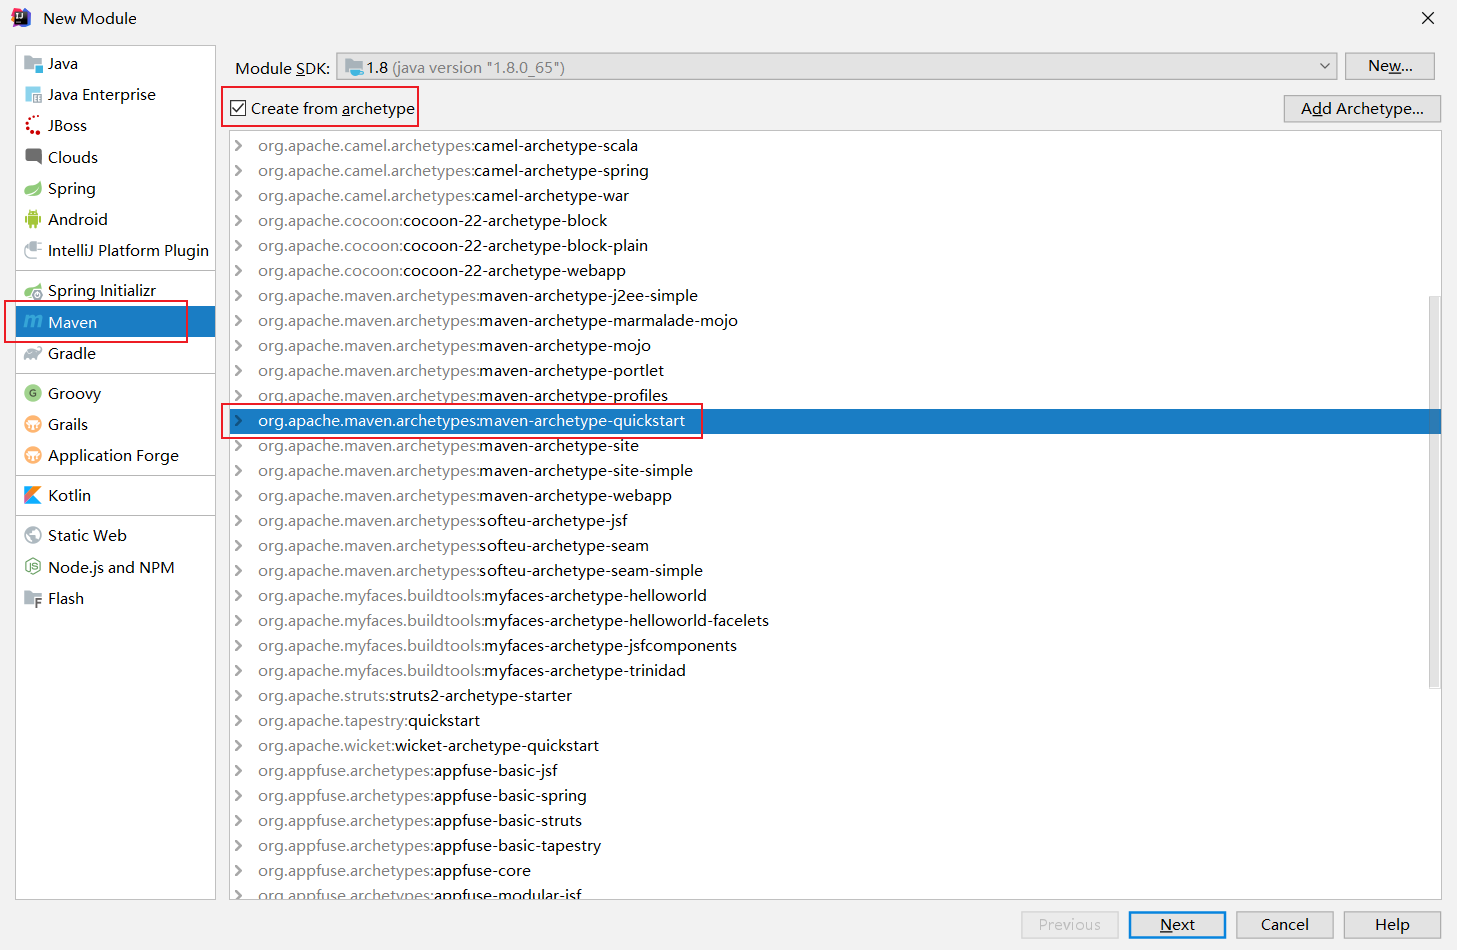 New Module
Java
Java Enterprise
JBoss
Clouds
Spring
Android
IntelliJ Platform Plugin
Spring Initializr
Maven
Gradle
Groovy
Grails
Application Forge
Kotlin
Static Web
Node.js and NPM
Flash
Module SDK: 1.8 (java version "1.8.0_65") New...
Create from archetype Add Archetype...
org.apache.camel.archetypes:camel-archetype-scala
org.apache.camel.archetypes:camel-archetype-spring
org.apache.camel.archetypes:camel-archetype-war
org.apache.cocoon:cocoon-22-archetype-block
org.apache.cocoon:cocoon-22-archetype-block-plain
org.apache.cocoon:cocoon-22-archetype-webapp
org.apache.maven.archetypes:maven-archetype-j2ee-simple
org.apache.maven.archetypes:maven-archetype-marmalade-mojo
org.apache.maven.archetypes:maven-archetype-mojo
org.apache.maven.archetypes:maven-archetype-portlet
org.apache.maven.archetypes:maven-archetype-profiles
org.apache.maven.archetypes:maven-archetype-quickstart
org.apache.maven.archetypes:maven-archetype-site
org.apache.maven.archetypes:maven-archetype-site-simple
org.apache.maven.archetypes:maven-archetype-webapp
org.apache.maven.archetypes:softeu-archetype-jsf
org.apache.maven.archetypes:softeu-archetype-seam
org.apache.maven.archetypes:softeu-archetype-seam-simple
org.apache.myfaces.buildtools:myfaces-archetype-helloworld
org.apache.myfaces.buildtools:myfaces-archetype-helloworld-facelets
org.apache.myfaces.buildtools:myfaces-archetype-jsfcomponents
org.apache.myfaces.buildtools:myfaces-archetype-trinidad
org.apache.struts:struts2-archetype-starter
org.apache.tapestry:quickstart
org.apache.wicket:wicket-archetype-quickstart
org.appfuse.archetypes:appfuse-basic-jsf
org.appfuse.archetypes:appfuse-basic-spring
org.appfuse.archetypes:appfuse-basic-struts
org.appfuse.archetypes:appfuse-basic-tapestry
org.appfuse.archetypes:appfuse-core
org.appfuse.archetypes:appfuse-modular-jsf
Previous Next Cancel Help